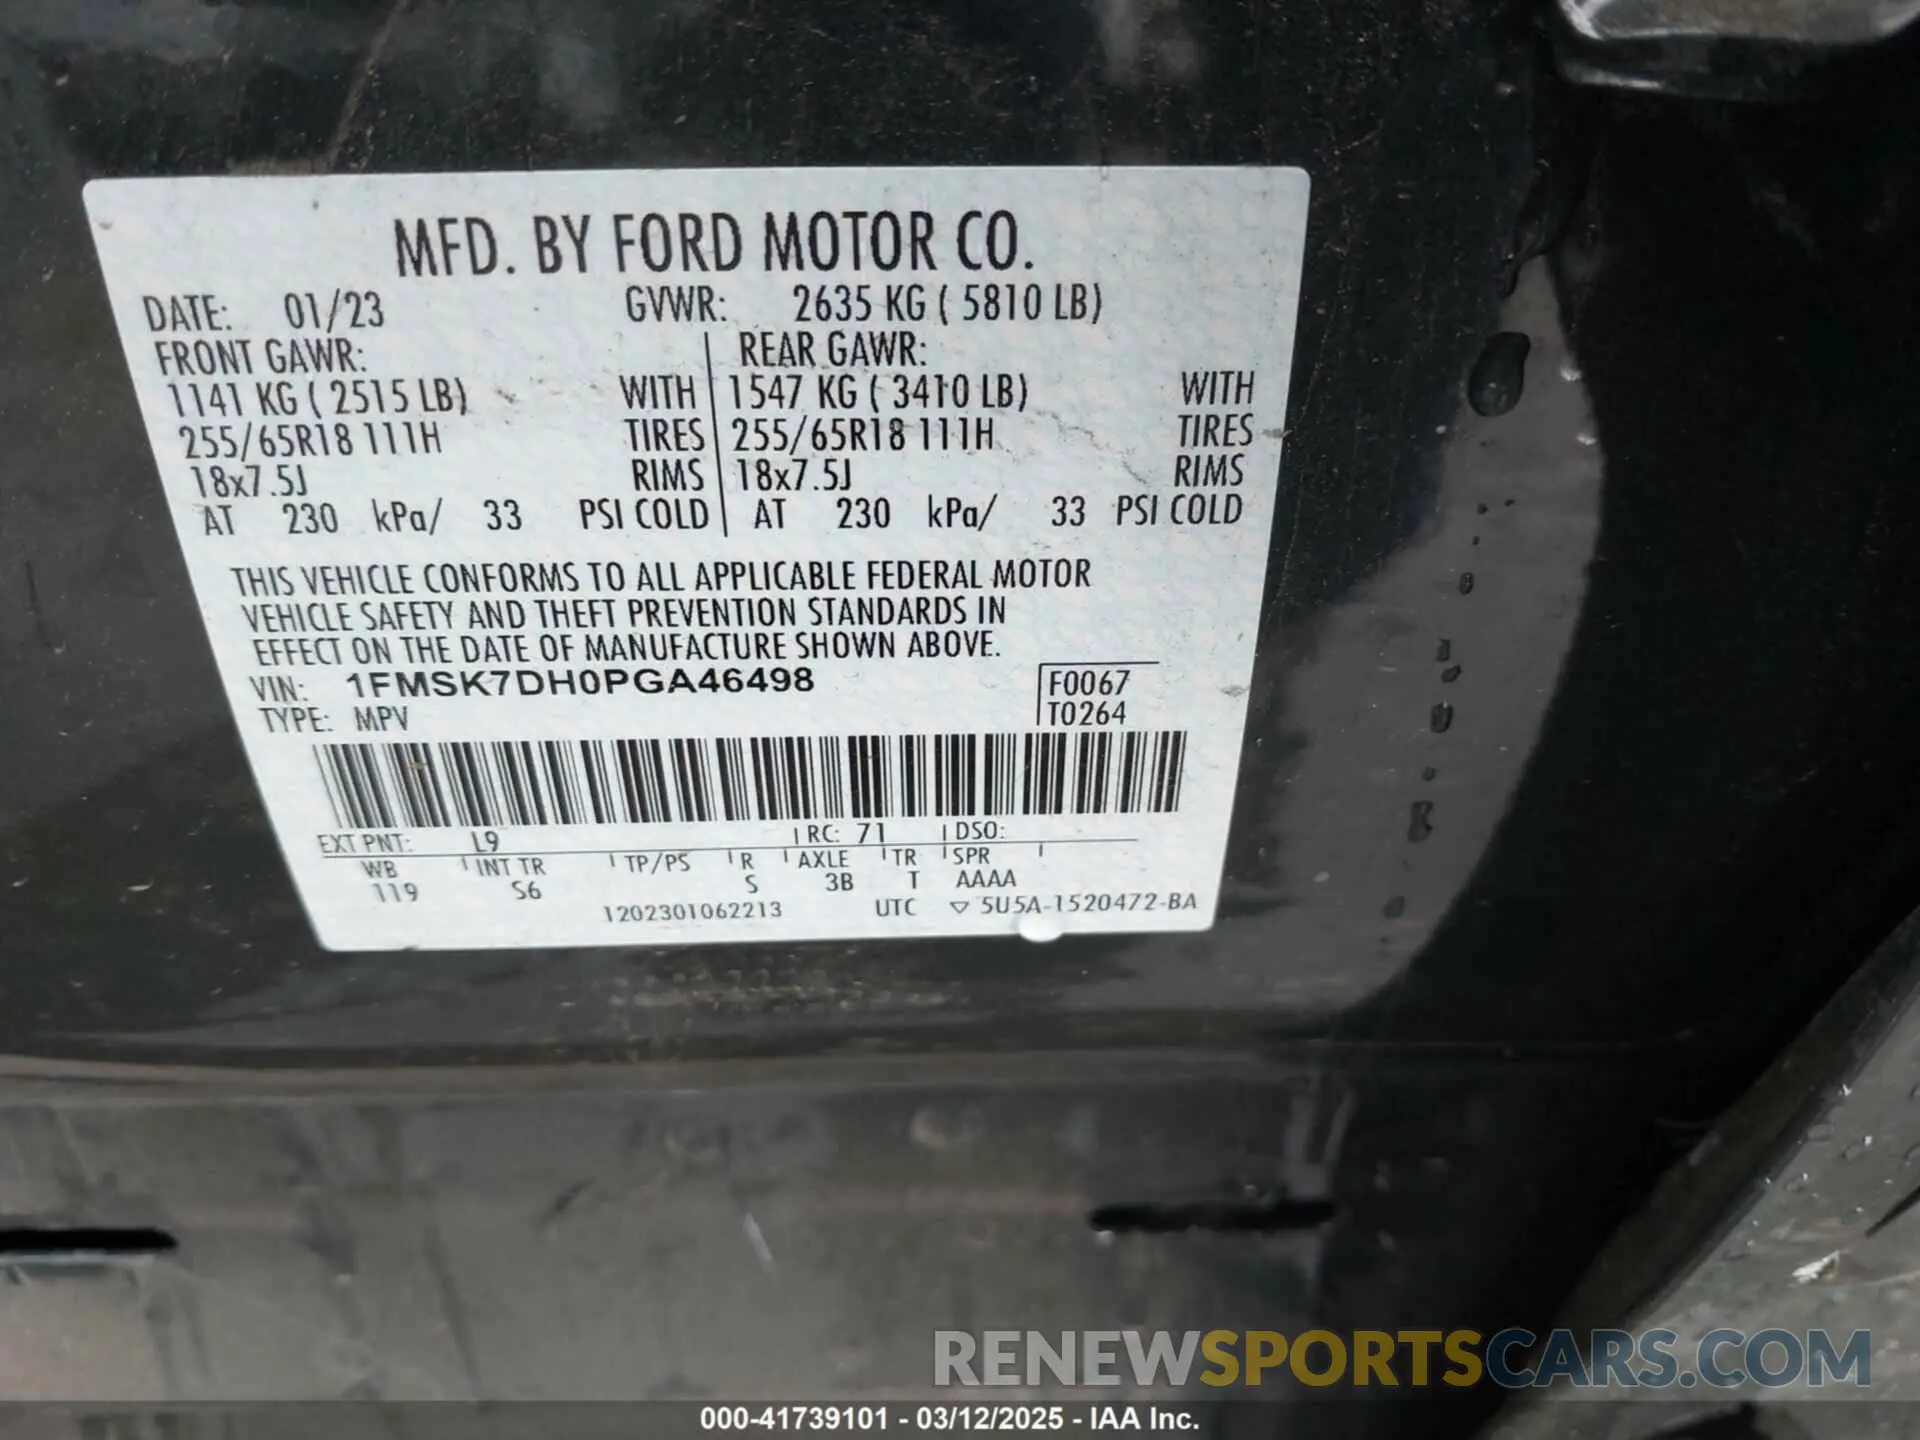 MFD. BY FORD MOTOR CO.
DATE: 01/23 GVWR: 2635 KG ( 5810 LB)
FRONT GAWR: REAR GAWR:
1141 KG ( 2515 LB) WITH 1547 KG ( 3410 LB) WITH
255/65R18 111H TIRES 255/65R18 111H TIRES
18x7.5J RIMS 18x7.5J RIMS
AT 230 kPa/ 33 PSI COLD AT 230 kPa/ 33 PSI COLD
THIS VEHICLE CONFORMS TO ALL APPLICABLE FEDERAL MOTOR
VEHICLE SAFETY AND THEFT PREVENTION STANDARDS IN
EFFECT ON THE DATE OF MANUFACTURE SHOWN ABOVE.
VIN: 1FMSK7DH0PGA46498 F0067
TYPE: MPV T0264
EXT PNT: L9 RC: 71 DSO:
WB INT TR TP/PS R AXLE TR SPR
119 S6 S 3B T AAAA
1202301062213 UTC ▽ 5U5A-1520472-BA
RENEWSPORTSCARS.COM
000-41739101 - 03/12/2025 - IAA Inc.